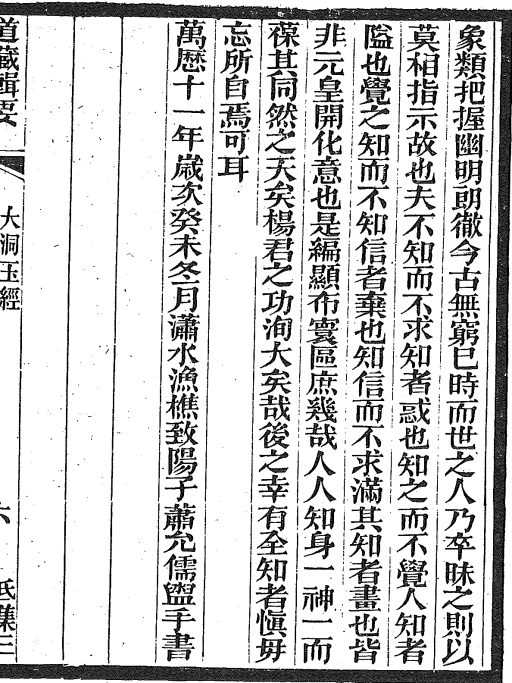 象類把握幽明朗徹今古無窮巳時而世之人乃卒昧之則以
莫相指示故也夫不知而不求知者惑也知之而不覺人知者
隘也覺之知而不知信者棄也知信而不求滿其知者畫也皆
非元皇開化意也是編顯布寰區庶幾哉人人知身一神一而
葆其同然之天矣楊君之功洵大矣哉後之幸有全知者愼毋
忘所自焉可耳
萬歷十一年歲次癸未冬月瀟水漁樵致陽子蕭允儒盥手書
道藏輯要
大洞玉經
六
氐集三